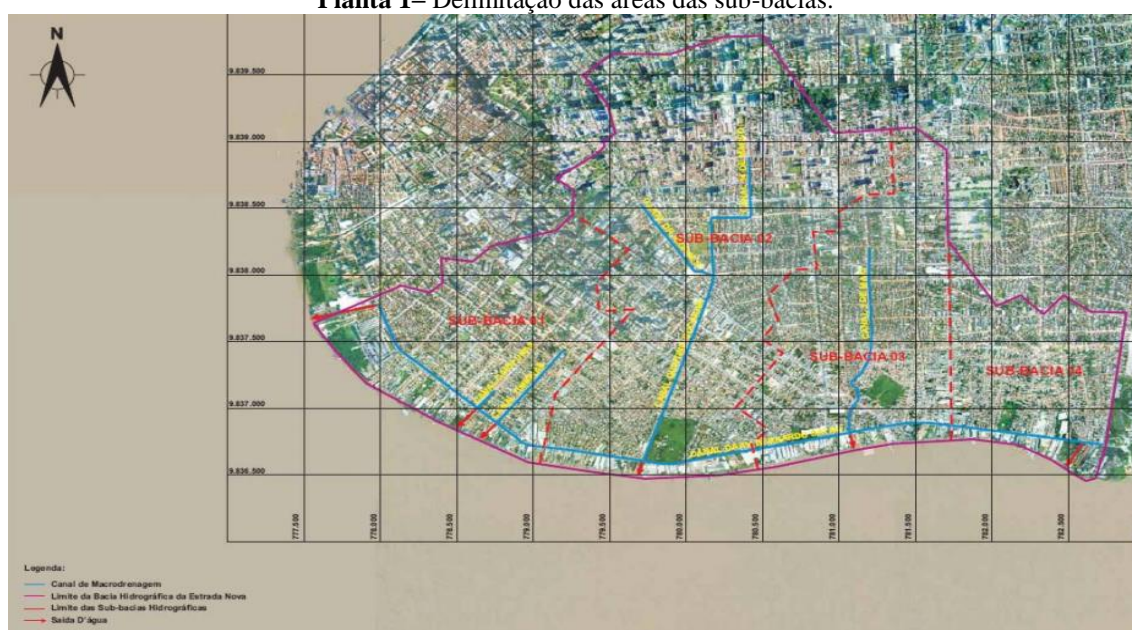 Planta 1– Delimitação das áreas das sub-bacias.
N
9.839.500
9.839.000
9.838.500
9.838.000
9.837.500
9.837.000
9.836.500
SUB-BACIA 02
SUB-BACIA 01
SUB-BACIA 03
SUB-BACIA 04
CANAL DA AV. BERNARDO
777.500
778.000
778.500
779.000
779.500
780.000
780.500
781.000
781.500
782.000
782.500
Legenda:
Canal de Macrodrenagem
Limite da Bacia Hidrográfica da Estrada Nova
Limite das Sub-bacias Hidrográficas
Saída D'água